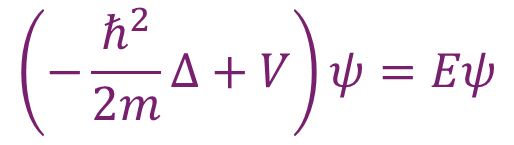 (−ħ²/2m Δ + V)ψ = Eψ